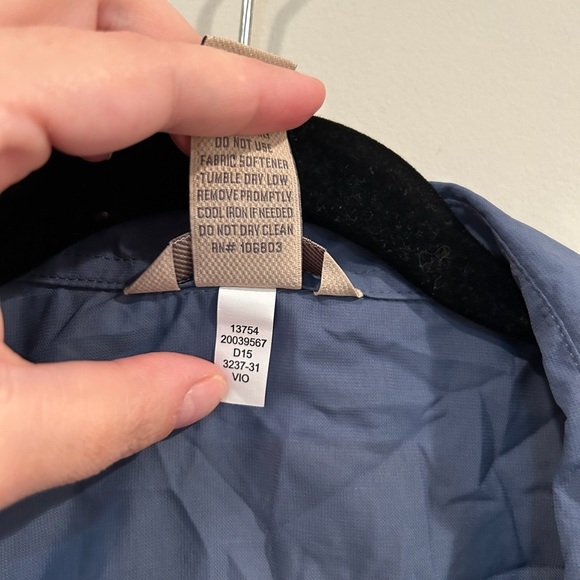 DO NOT USE
FABRIC SOFTENER
TUMBLE DRY LOW
REMOVE PROMPTLY
COOL IRON IF NEEDED
DO NOT DRY CLEAN
RN# 106803
13754
20039567
D15
3237-31
VIO